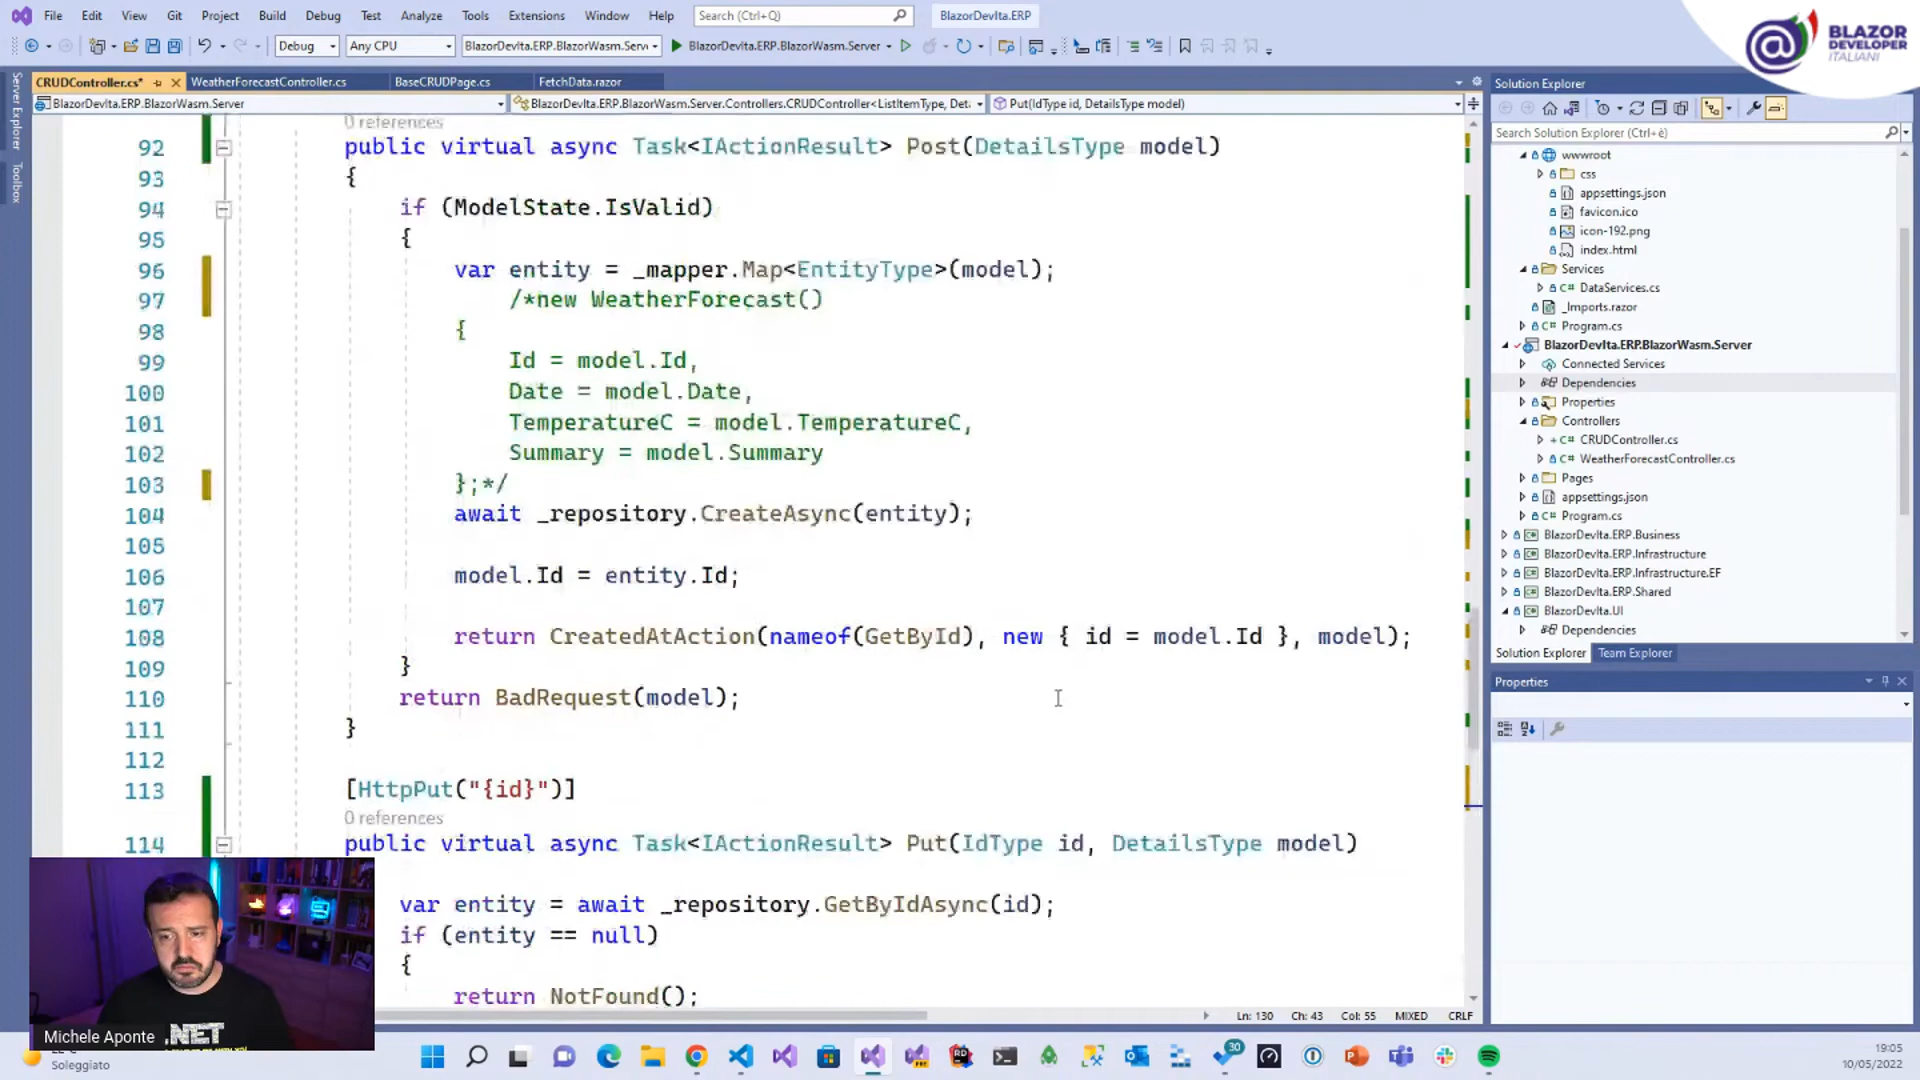 File Edit View Git Project Build Debug Test Analyze Tools Extensions Window Help Search (Ctrl+Q) BlazorDevIta.ERP
BLAZOR
DEVELOPER
ITALIANI
Debug Any CPU BlazorDevIta.ERP.BlazorWasm.Serv BlazorDevIta.ERP.BlazorWasm.Server
CRUDController.cs* WeatherForecastController.cs BaseCRUDPage.cs FetchData.razor
BlazorDevIta.ERP.BlazorWasm.Server BlazorDevIta.ERP.BlazorWasm.Server.Controllers.CRUDController<ListItemType, Deta Put(IdType id, DetailsType model)
Server Explorer
Toolbox
0 references
92 public virtual async Task<IActionResult> Post(DetailsType model)
93 {
94 if (ModelState.IsValid)
95 {
96 var entity = _mapper.Map<EntityType>(model);
97 /*new WeatherForecast()
98 {
99 Id = model.Id,
100 Date = model.Date,
101 TemperatureC = model.TemperatureC,
102 Summary = model.Summary
103 };*/
104 await _repository.CreateAsync(entity);
105
106 model.Id = entity.Id;
107
108 return CreatedAtAction(nameof(GetById), new { id = model.Id }, model);
109 }
110 return BadRequest(model);
111 }
112
113 [HttpPut("{id}")]
0 references
114 public virtual async Task<IActionResult> Put(IdType id, DetailsType model)
var entity = await _repository.GetByIdAsync(id);
if (entity == null)
{
return NotFound();
Ln: 130 Ch: 43 Col: 55 MIXED CRLF
Solution Explorer
Search Solution Explorer (Ctrl+è)
wwwroot
css
appsettings.json
favicon.ico
icon-192.png
index.html
Services
C# DataServices.cs
_Imports.razor
C# Program.cs
BlazorDevIta.ERP.BlazorWasm.Server
Connected Services
Dependencies
Properties
Controllers
C# CRUDController.cs
C# WeatherForecastController.cs
Pages
appsettings.json
C# Program.cs
BlazorDevIta.ERP.Business
BlazorDevIta.ERP.Infrastructure
BlazorDevIta.ERP.Infrastructure.EF
BlazorDevIta.ERP.Shared
BlazorDevIta.UI
Dependencies
Solution Explorer Team Explorer
Properties
Michele Aponte
.NET
Soleggiato
30
19:05
10/05/2022